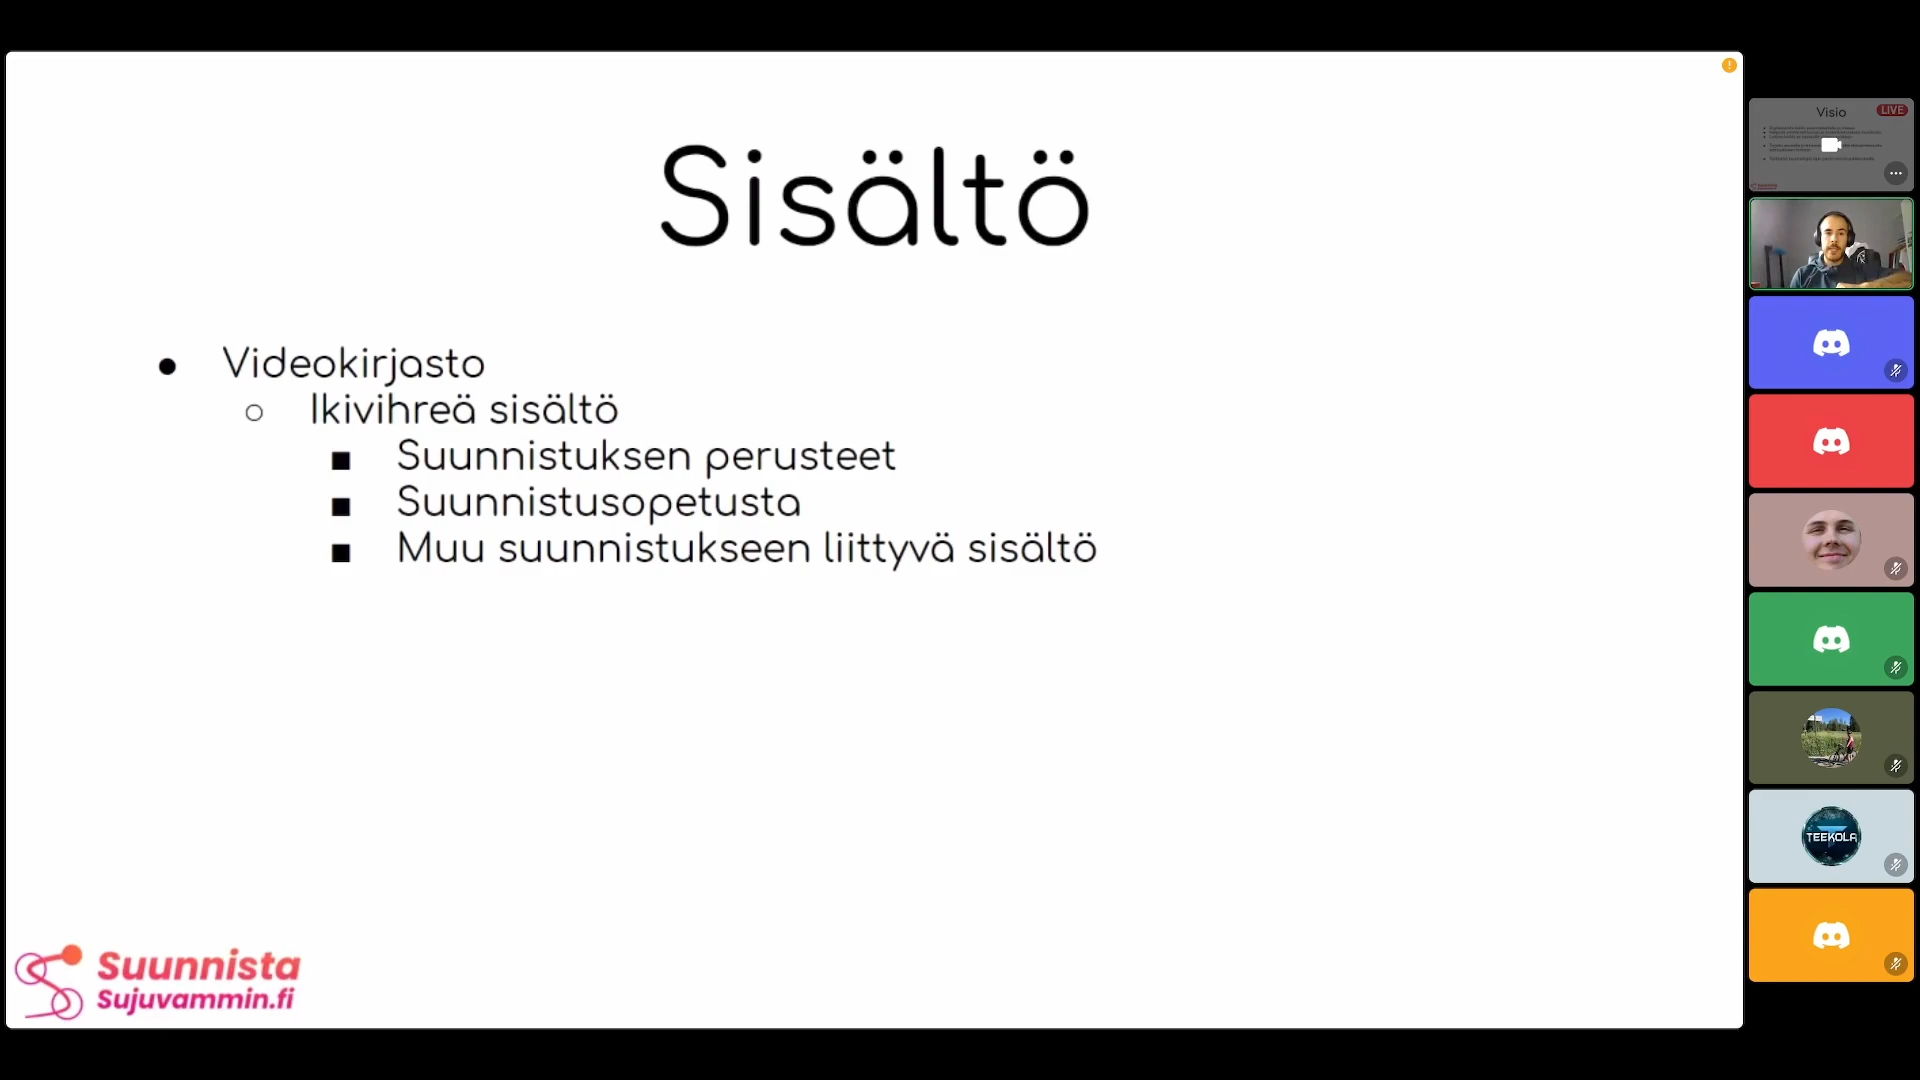 Sisältö
Videokirjasto
Ikivihreä sisältö
Suunnistuksen perusteet
Suunnistusopetusta
Muu suunnistukseen liittyvä sisältö
Suunnista
Sujuvammin.fi
Visio
LIVE
TEEKOLA